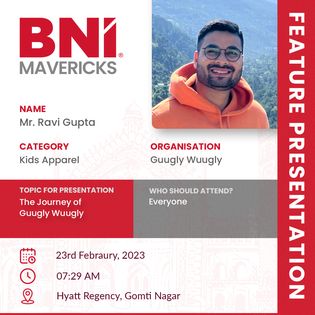 BNI®
MAVERICKS
NAME
Mr. Ravi Gupta
CATEGORY
Kids Apparel
ORGANISATION
Guugly Wuugly
TOPIC FOR PRESENTATION
The Journey of
Guugly Wuugly
WHO SHOULD ATTEND?
Everyone
23rd Febraury, 2023
07:29 AM
Hyatt Regency, Gomti Nagar
FEATURE PRESENTATION